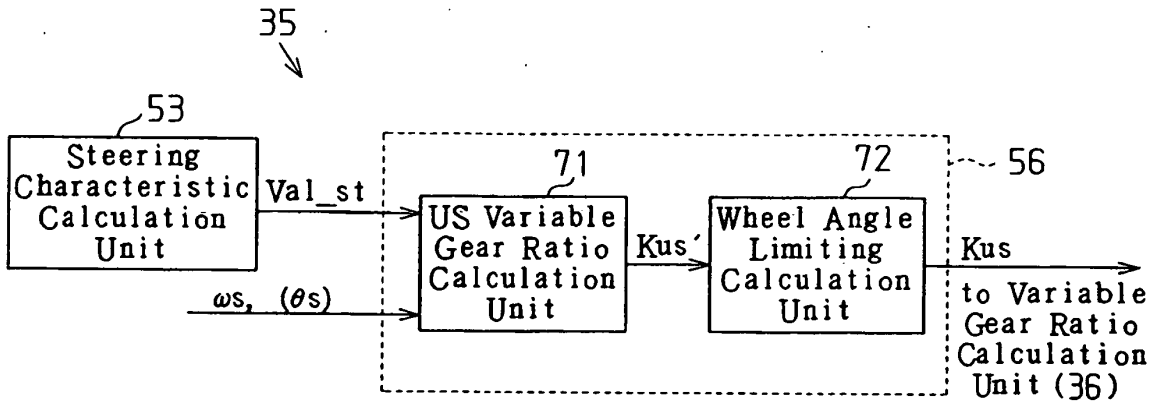 35
53
Steering
Characteristic
Calculation
Unit
Val_st
ωs, (θs)
71
US Variable
Gear Ratio
Calculation
Unit
Kus′
72
Wheel Angle
Limiting
Calculation
Unit
56
Kus
to Variable
Gear Ratio
Calculation
Unit (36)